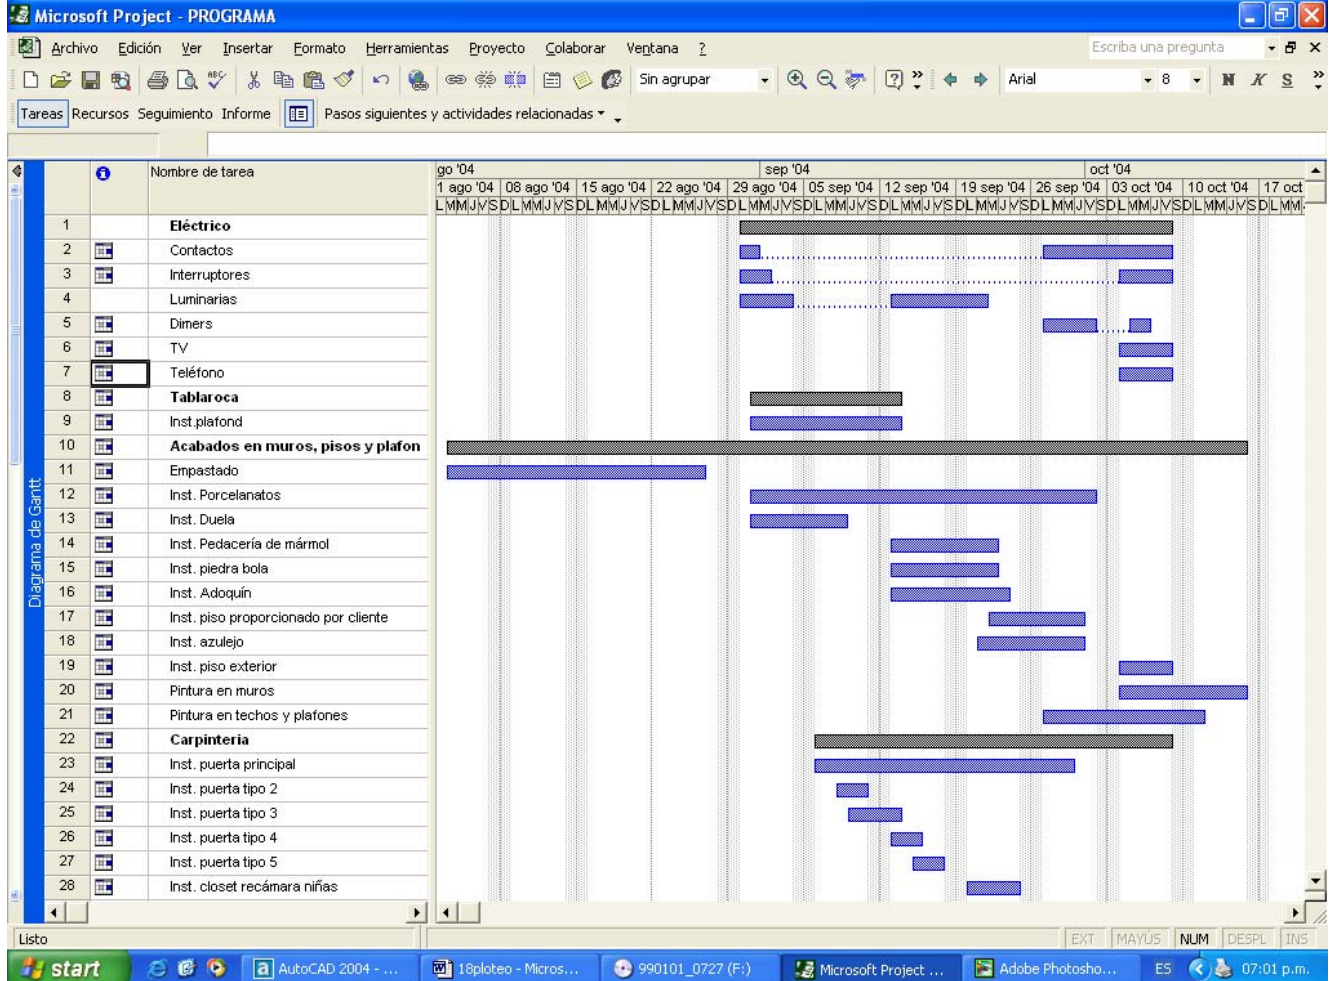 Microsoft Project - PROGRAMA
Archivo Edición Ver Insertar Formato Herramientas Proyecto Colaborar Ventana ?
Escriba una pregunta
Sin agrupar
Arial
8
N K S
Tareas Recursos Seguimiento Informe
Pasos siguientes y actividades relacionadas
Nombre de tarea
go '04 sep '04 oct '04
1 ago '04 08 ago '04 15 ago '04 22 ago '04 29 ago '04 05 sep '04 12 sep '04 19 sep '04 26 sep '04 03 oct '04 10 oct '04 17 oct
LMMJVSDLMMJVSDLMMJVSDLMMJVSDLMMJVSDLMMJVSDLMMJVSDLMMJVSDLMMJVSDLMMJVSDLMMJVSDLMM
1 Eléctrico
2 Contactos
3 Interruptores
4 Luminarias
5 Dimers
6 TV
7 Teléfono
8 Tablaroca
9 Inst.plafond
10 Acabados en muros, pisos y plafon
11 Empastado
12 Inst. Porcelanatos
13 Inst. Duela
14 Inst. Pedacería de mármol
15 Inst. piedra bola
16 Inst. Adoquín
17 Inst. piso proporcionado por cliente
18 Inst. azulejo
19 Inst. piso exterior
20 Pintura en muros
21 Pintura en techos y plafones
22 Carpinteria
23 Inst. puerta principal
24 Inst. puerta tipo 2
25 Inst. puerta tipo 3
26 Inst. puerta tipo 4
27 Inst. puerta tipo 5
28 Inst. closet recámara niñas
Diagrama de Gantt
Listo
EXT MAYÚS NUM DESPL INS
start
AutoCAD 2004 - ...
18ploteo - Micros...
990101_0727 (F:)
Microsoft Project ...
Adobe Photosho...
ES
07:01 p.m.